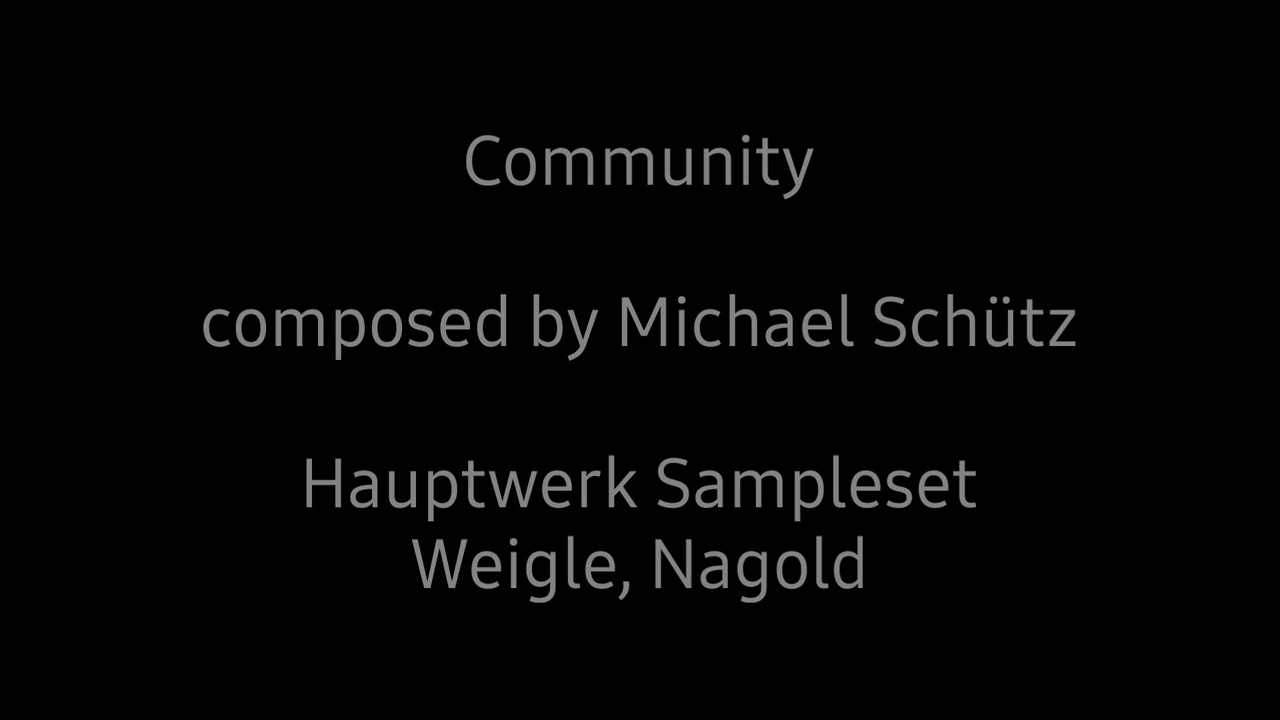 Community
composed by Michael Schütz
Hauptwerk Sampleset
Weigle, Nagold